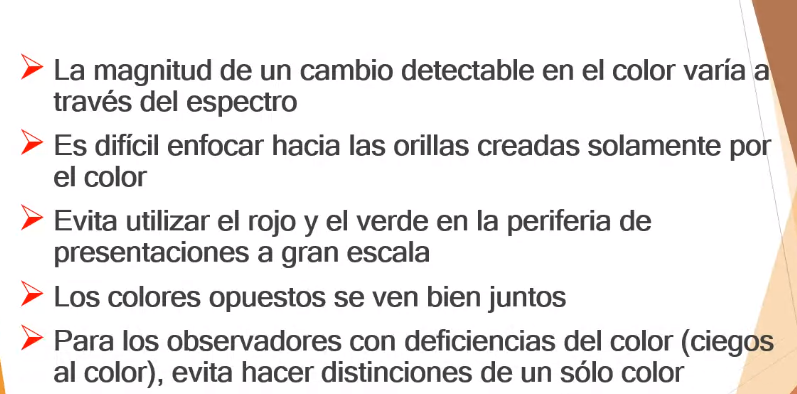 La magnitud de un cambio detectable en el color varía a
través del espectro
Es difícil enfocar hacia las orillas creadas solamente por
el color
Evita utilizar el rojo y el verde en la periferia de
presentaciones a gran escala
Los colores opuestos se ven bien juntos
Para los observadores con deficiencias del color (ciegos
al color), evita hacer distinciones de un sólo color